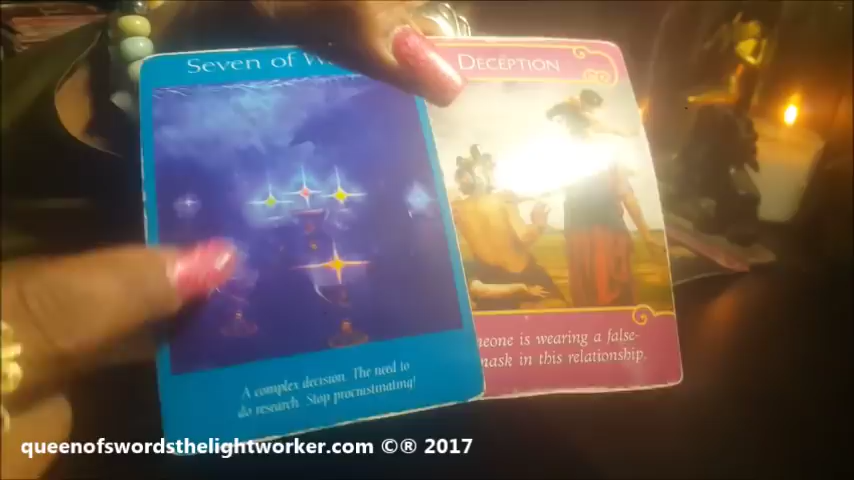 Seven of
DECEPTION
A complex decision. The need to
do research. Stop procrastinating!
meone is wearing a false-
mask in this relationship.
queenofswordsthelightworker.com ©® 2017